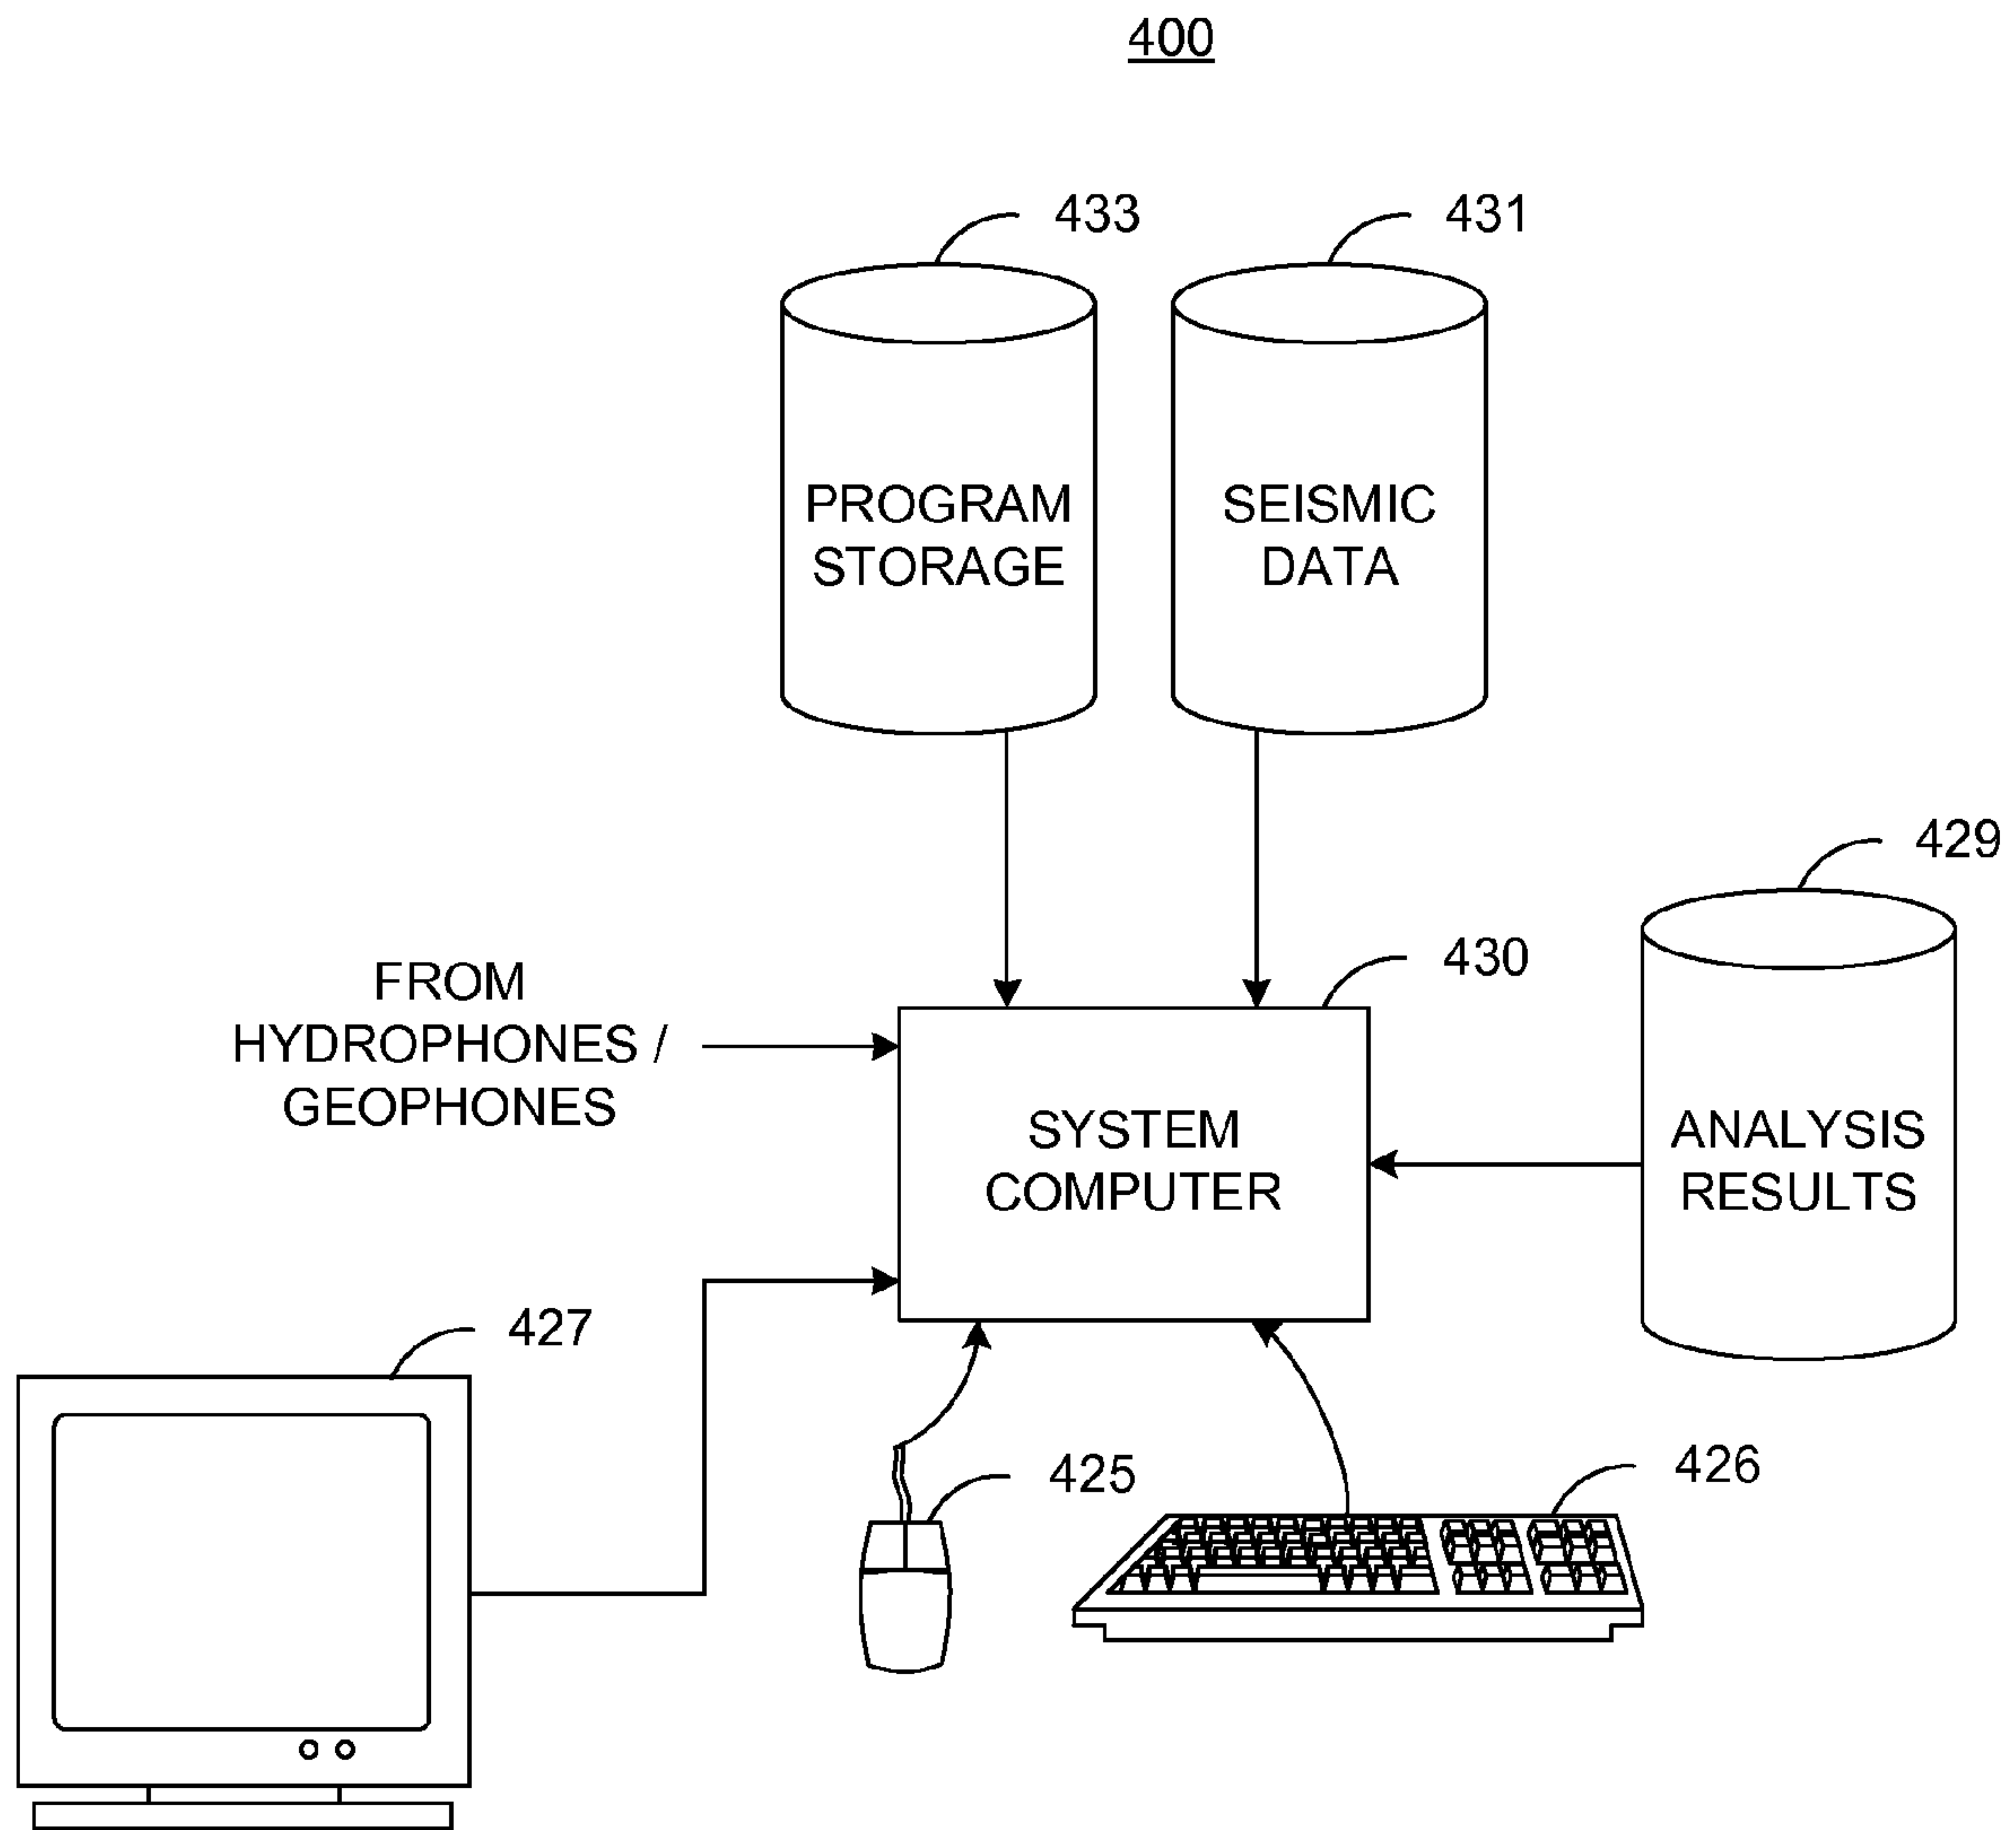 400
433
431
PROGRAM
STORAGE
SEISMIC
DATA
429
430
FROM
HYDROPHONES /
GEOPHONES
SYSTEM
COMPUTER
ANALYSIS
RESULTS
427
425
426